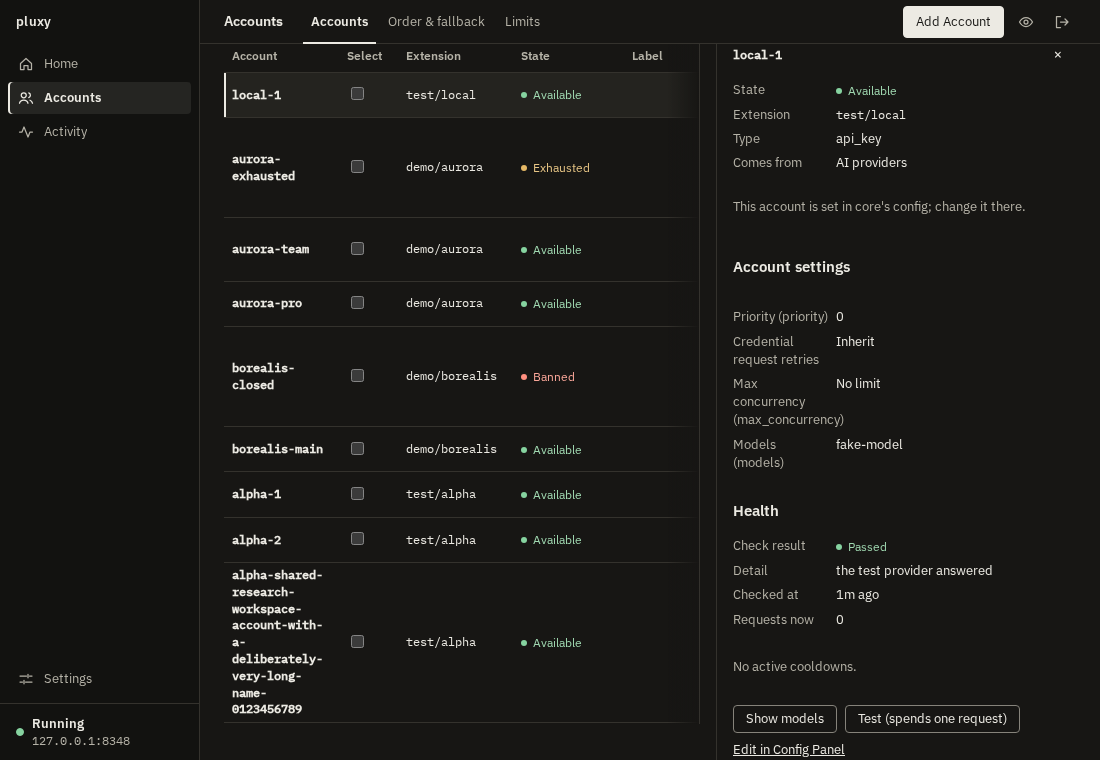 pluxy
Home
Accounts
Activity
Settings
Running
127.0.0.1:8348
Accounts Accounts Order & fallback Limits
Add Account
Account Select Extension State Label
local-1 test/local Available
aurora-
exhausted demo/aurora Exhausted
aurora-team demo/aurora Available
aurora-pro demo/aurora Available
borealis-
closed demo/borealis Banned
borealis-main demo/borealis Available
alpha-1 test/alpha Available
alpha-2 test/alpha Available
alpha-shared-
research-
workspace-
account-with-
a-
deliberately-
very-long-
name-
0123456789
test/alpha Available
local-1 ×
State Available
Extension test/local
Type api_key
Comes from AI providers
This account is set in core's config; change it there.
Account settings
Priority (priority) 0
Credential
request retries Inherit
Max
concurrency
(max_concurrency) No limit
Models
(models) fake-model
Health
Check result Passed
Detail the test provider answered
Checked at 1m ago
Requests now 0
No active cooldowns.
Show models Test (spends one request)
Edit in Config Panel